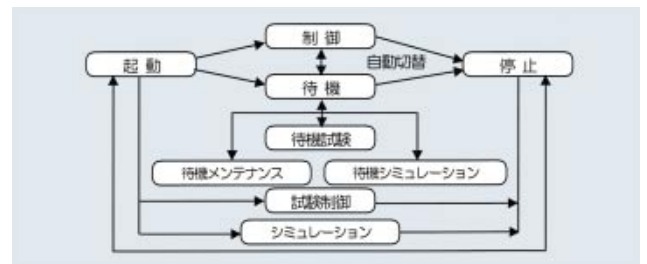 制御
自動切替
起動
停止
待機
待機試験
待機メンテナンス
待機シミュレーション
試験制御
シミュレーション